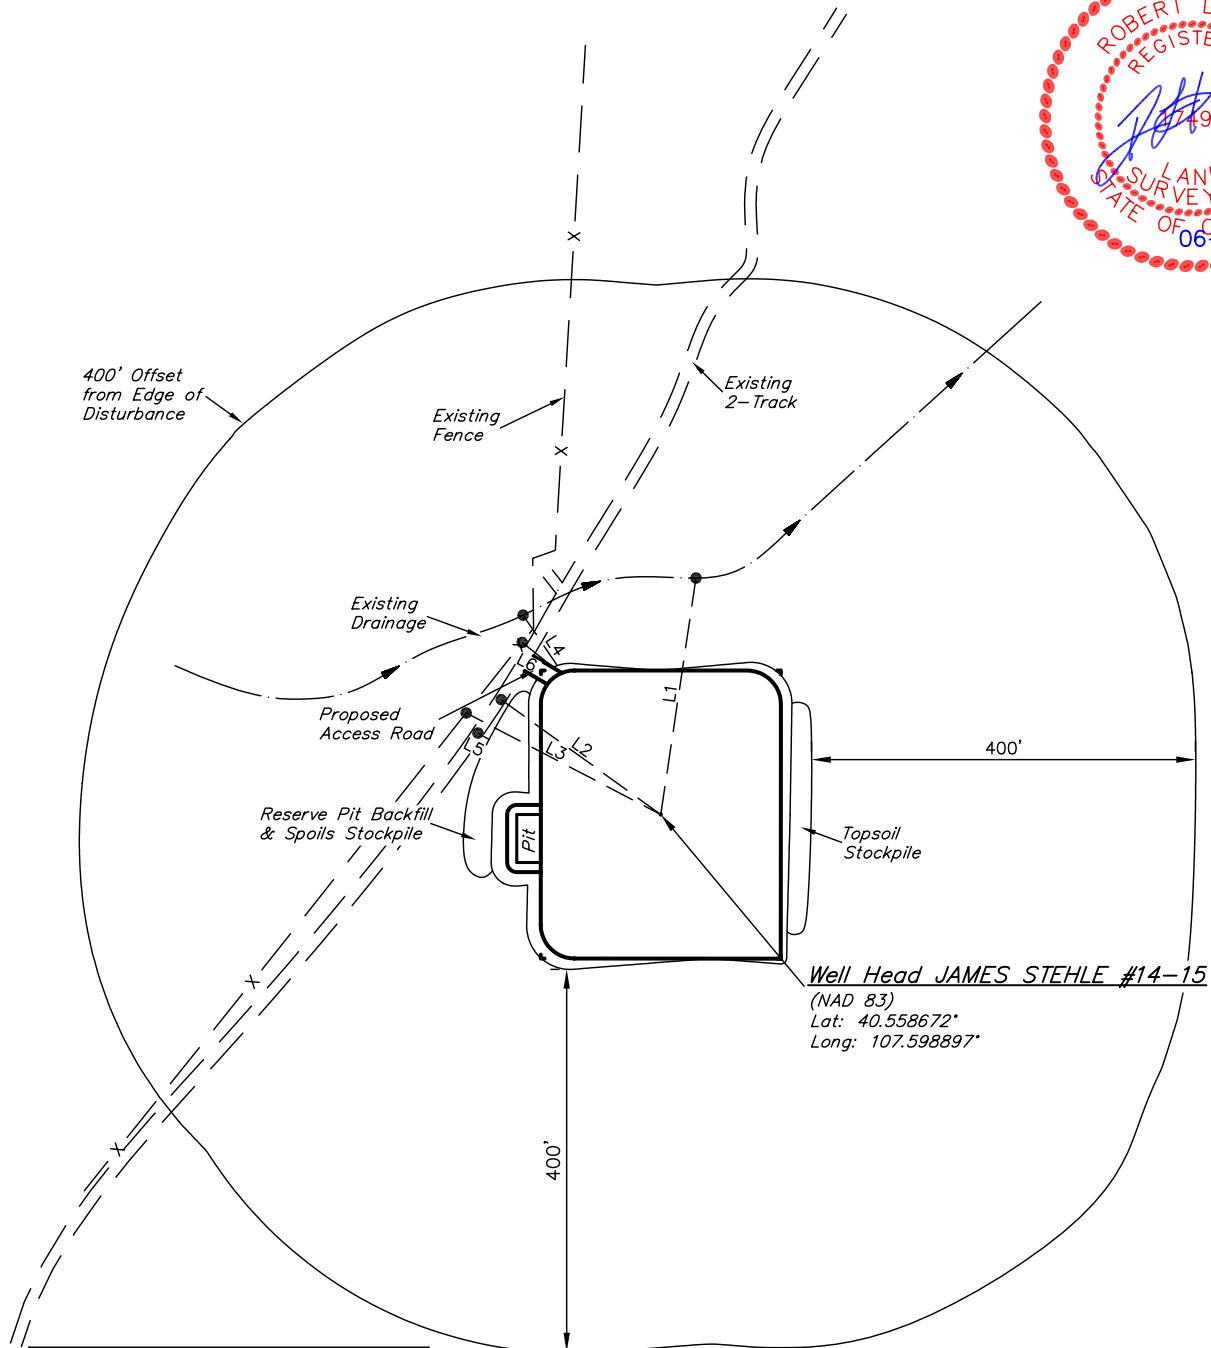 ROBERT L
REGISTE
LAN
SURVEY
STATE OF
06-
400' Offset
from Edge of
Disturbance
Existing
Fence
Existing
2-Track
X
X
Existing
Drainage
L4
L6
L1
Proposed
Access Road
L5
L3
L2
400'
Reserve Pit Backfill
& Spoils Stockpile
Pit
Topsoil
Stockpile
Well Head JAMES STEHLE #14-15
(NAD 83)
Lat: 40.558672°
Long: 107.598897°
X
X
400'